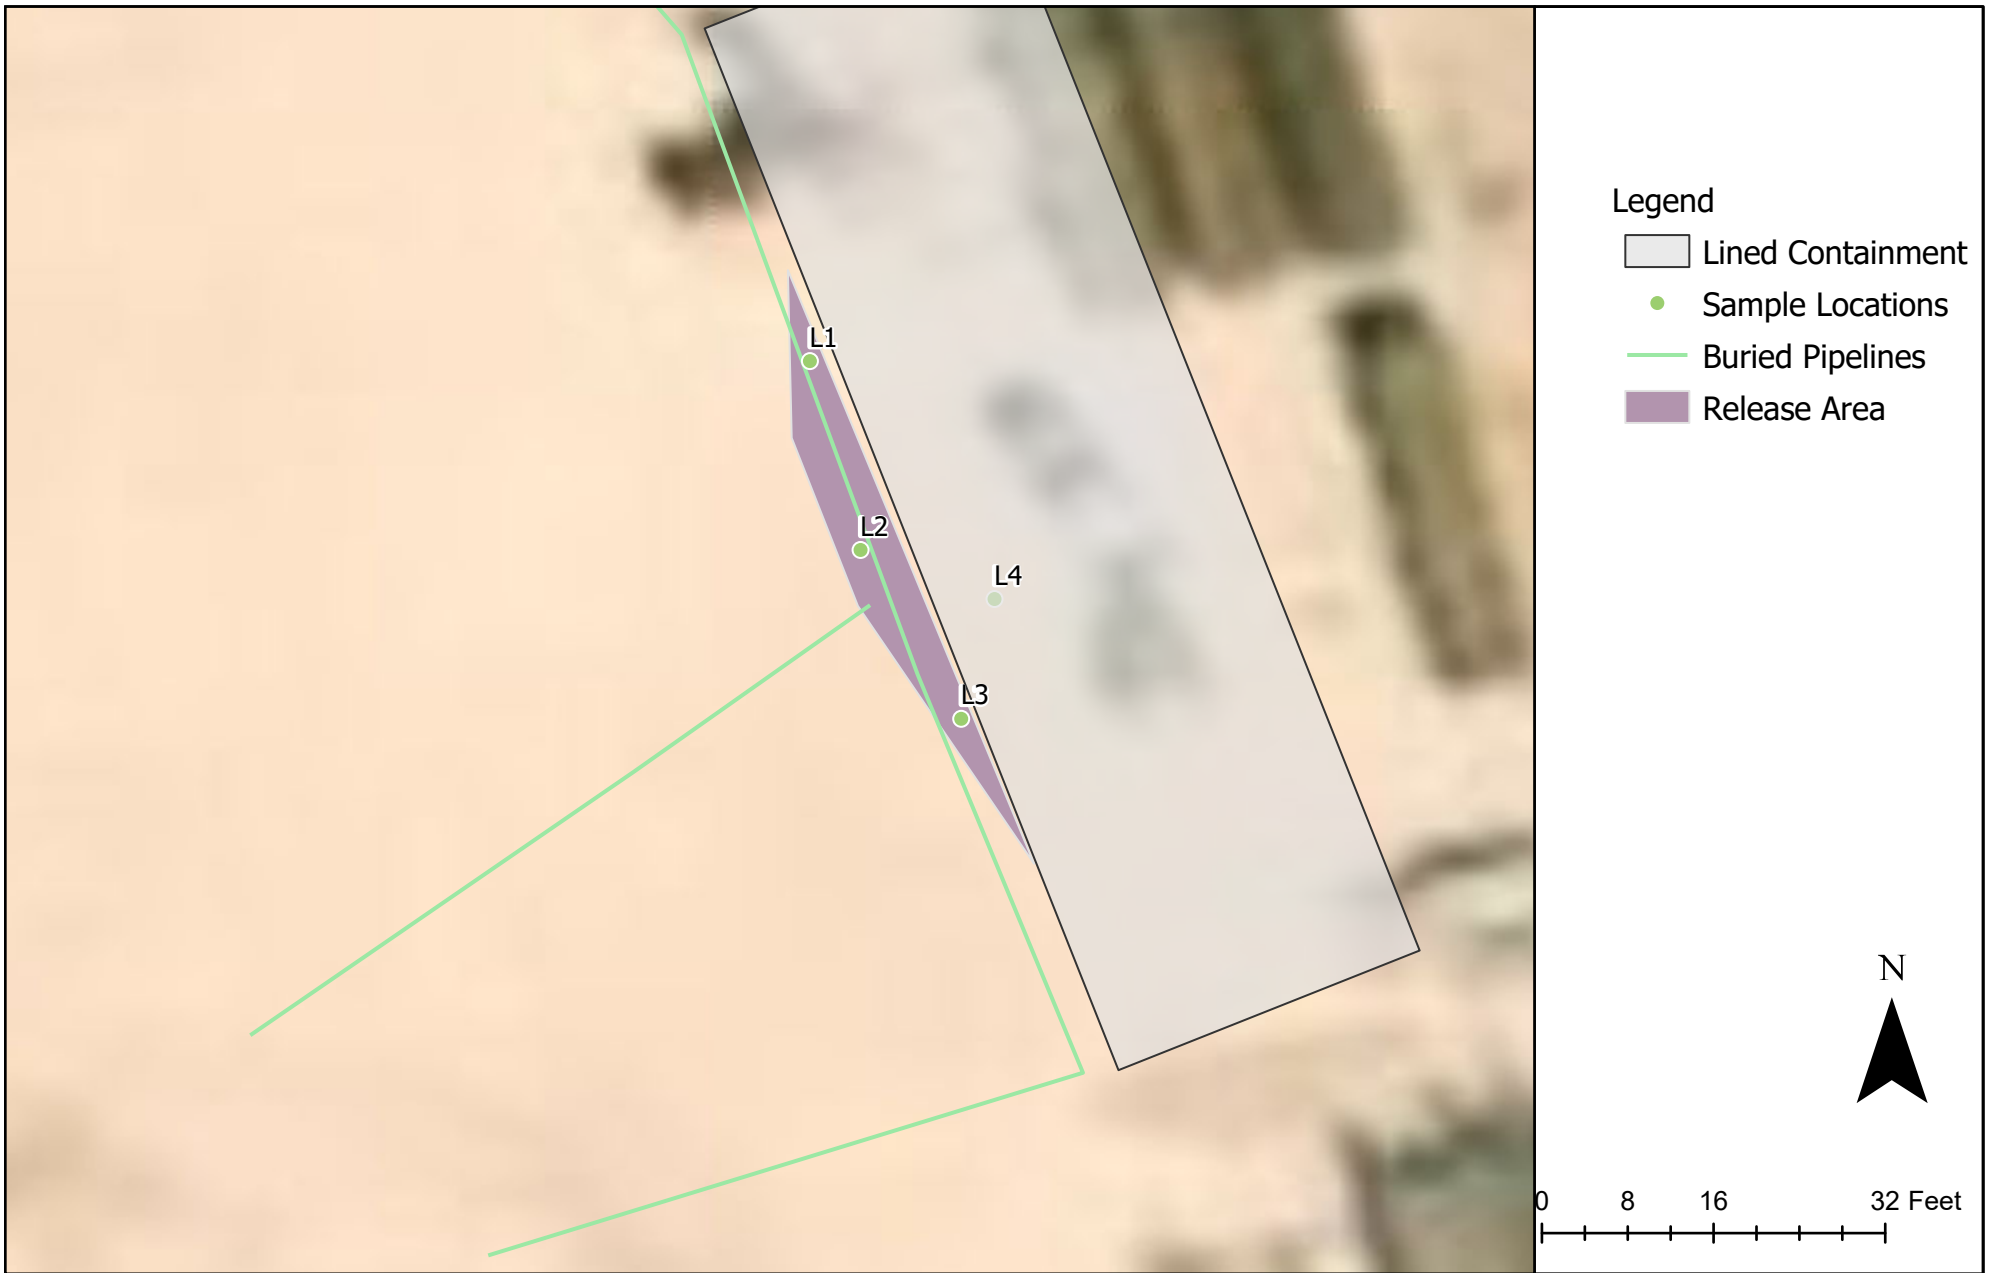 L1
L2
L4
L3
Legend
Lined Containment
Sample Locations
Buried Pipelines
Release Area
N
0 8 16 32 Feet